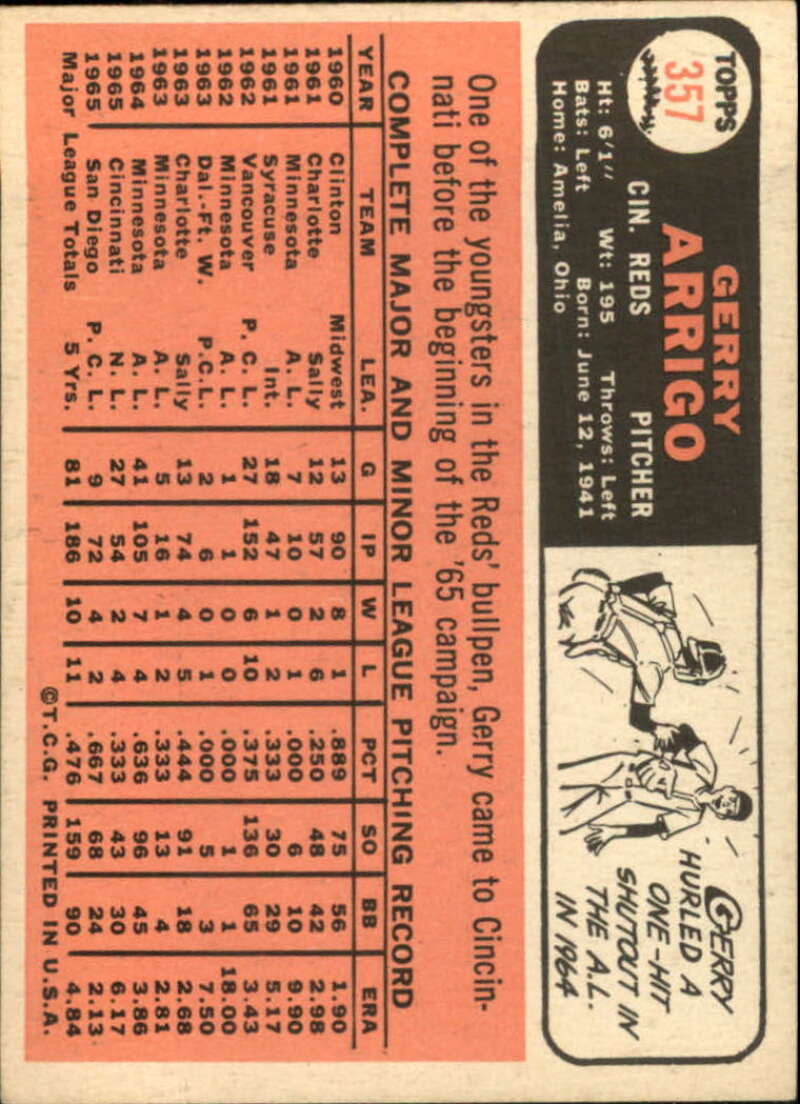 TOPPS
357
GERRY
ARRIGO
CIN. REDS PITCHER
Ht: 6'1" Wt: 195 Throws: Left
Bats: Left Born: June 12, 1941
Home: Amelia, Ohio
GERRY
HURLED A
ONE-HIT
SHUTOUT IN
THE A.L.
IN 1964
One of the youngsters in the Reds' bullpen, Gerry came to Cincin-
nati before the beginning of the '65 campaign.
COMPLETE MAJOR AND MINOR LEAGUE PITCHING RECORD
YEAR TEAM LEA. G IP W L PCT SO BB ERA
1960 Clinton Midwest 13 90 8 1 .889 75 56 1.90
1961 Charlotte Sally 12 57 2 6 .250 48 42 2.98
1961 Minnesota A. L. 7 10 0 1 .000 6 10 9.90
1961 Syracuse Int. 18 47 1 2 .333 30 29 5.17
1962 Vancouver P. C. L. 27 152 6 10 .375 136 65 3.43
1962 Minnesota A. L. 1 1 0 0 .000 1 1 18.00
1963 Dal.-Ft. W. P.C.L. 2 6 0 1 .000 5 3 7.50
1963 Charlotte Sally 13 74 4 5 .444 91 18 2.68
1963 Minnesota A. L. 5 16 1 2 .333 13 4 2.81
1964 Minnesota A. L. 41 105 7 4 .636 96 45 3.86
1965 Cincinnati N. L. 27 54 2 4 .333 43 30 6.17
1965 San Diego P. C. L. 9 72 4 2 .667 68 24 2.13
Major League Totals 5 Yrs. 81 186 10 11 .476 159 90 4.84
©T.C.G. PRINTED IN U.S.A.